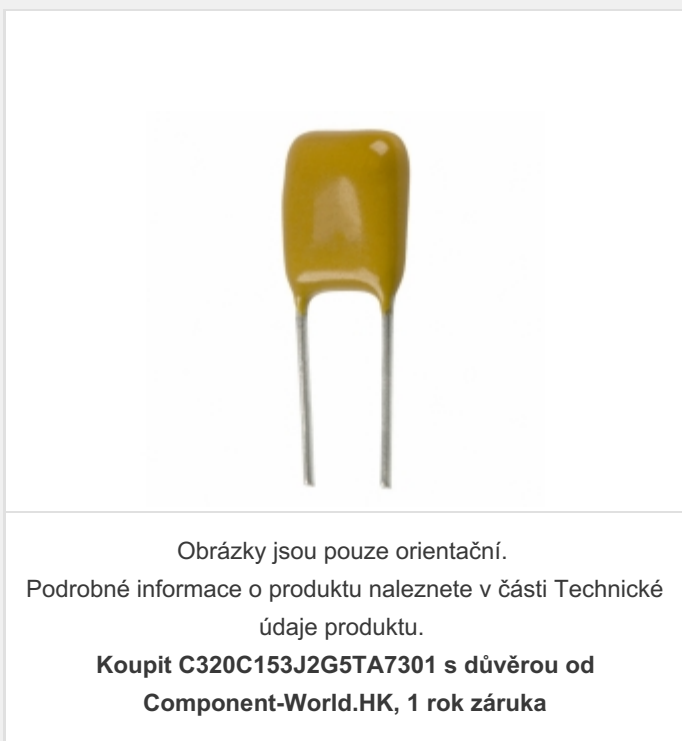 Obrázky jsou pouze orientační.
Podrobné informace o produktu naleznete v části Technické
údaje produktu.
Koupit C320C153J2G5TA7301 s důvěrou od
Component-World.HK, 1 rok záruka